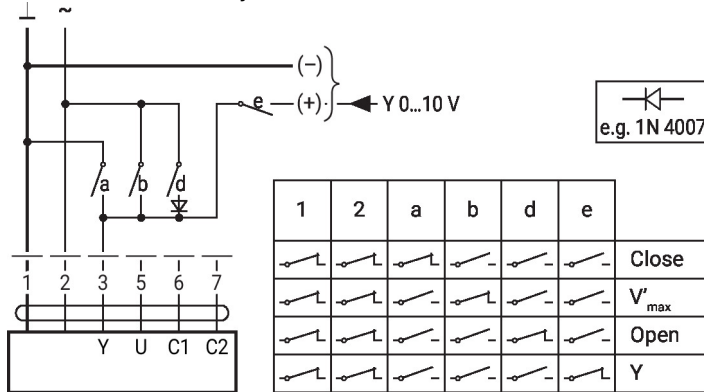 ⊥ ~
(–)
e (+) Y 0...10 V
e.g. 1N 4007
a b d
1 2 a b d e
Close
V'max
Open
Y
1 2 3 5 6 7
Y U C1 C2